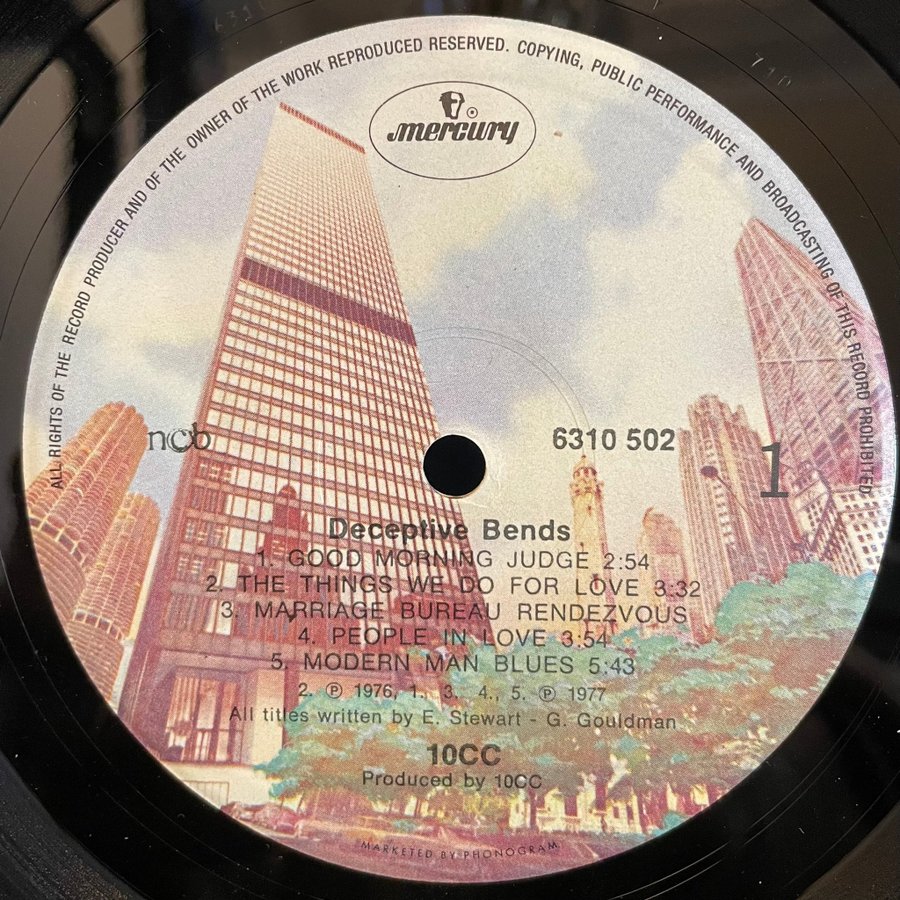 ALL RIGHTS OF THE RECORD PRODUCER AND OF THE OWNER OF THE WORK REPRODUCED RESERVED. COPYING, PUBLIC PERFORMANCE AND BROADCASTING OF THIS RECORD PROHIBITED
mercury
ncb
6310 502
1
Deceptive Bends
1. GOOD MORNING JUDGE 2:54
2. THE THINGS WE DO FOR LOVE 3:32
3. MARRIAGE BUREAU RENDEZVOUS
4. PEOPLE IN LOVE 3:54
5. MODERN MAN BLUES 5:43
2. ℗ 1976, 1., 3. 4., 5. ℗ 1977
All titles written by E. Stewart - G. Gouldman
10CC
Produced by 10CC
MARKETED BY PHONOGRAM